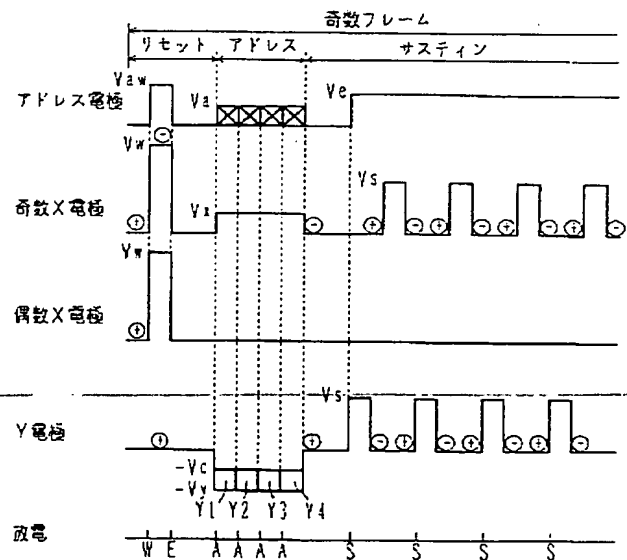 奇数フレーム
リセット アドレス サスティン
Vaw
アドレス電極 Va Ve
⊖
Vw
奇数X電極 ⊕ Vx ⊖ Vs ⊕ ⊖ ⊕ ⊖ ⊕ ⊖ ⊕ ⊖
Vw
偶数X電極 ⊕
Vs
Y電極 ⊕ ⊕ ⊖ ⊕ ⊖ ⊕ ⊖ ⊕ ⊖
-Vc
-Vy
Y1 Y2 Y3 Y4
放電
W E A A A A S S S S